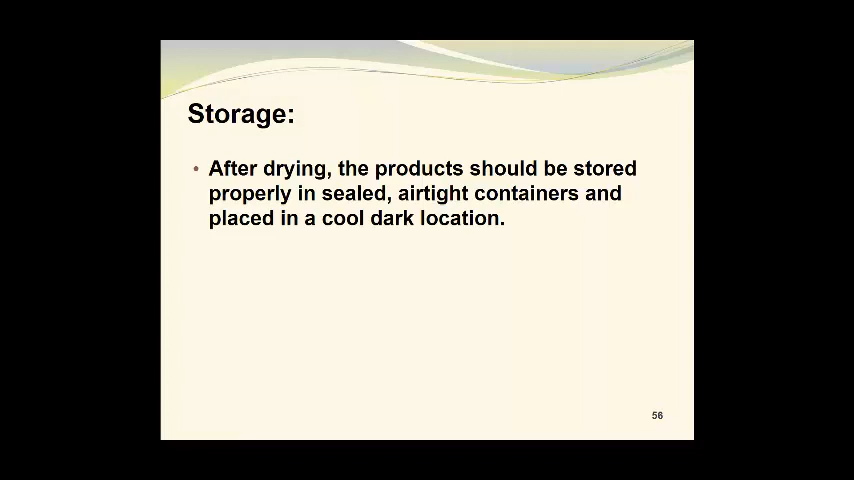 Storage:
• After drying, the products should be stored
properly in sealed, airtight containers and
placed in a cool dark location.
56